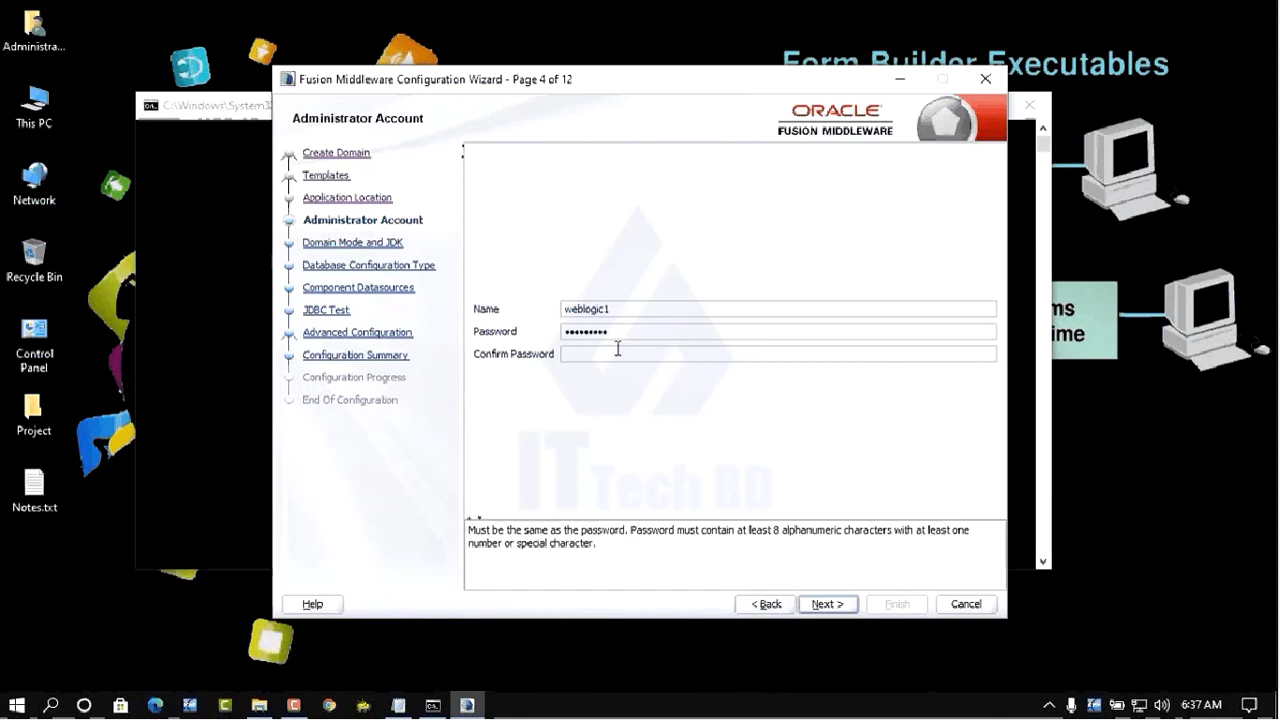 Administra...
This PC
Network
Recycle Bin
Control
Panel
Project
Notes.txt
Form Builder Executables
C:\Windows\System3
Fusion Middleware Configuration Wizard - Page 4 of 12
Administrator Account
ORACLE
FUSION MIDDLEWARE
Create Domain
Templates
Application Location
Administrator Account
Domain Mode and JDK
Database Configuration Type
Component Datasources
JDBC Test
Advanced Configuration
Configuration Summary
Configuration Progress
End Of Configuration
Name weblogic1
Password •••••••••
Confirm Password
IT Tech BD
Must be the same as the password. Password must contain at least 8 alphanumeric characters with at least one
number or special character.
Help
< Back
Next >
Finish
Cancel
ms
ime
6:37 AM